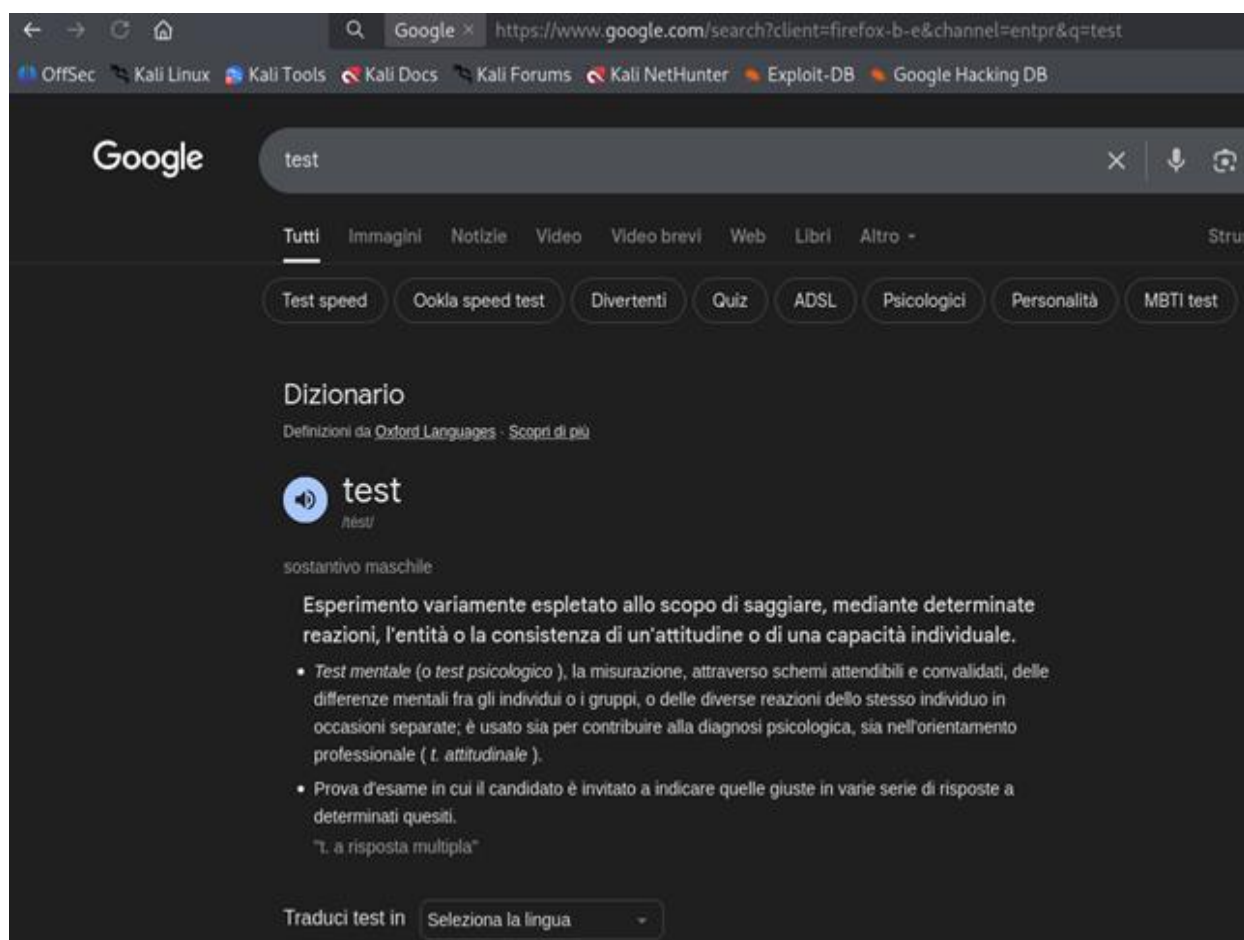 Google × https://www.google.com/search?client=firefox-b-e&channel=entpr&q=test
OffSec Kali Linux Kali Tools Kali Docs Kali Forums Kali NetHunter Exploit-DB Google Hacking DB
Google test
Tutti Immagini Notizie Video Video brevi Web Libri Altro
Test speed Ookla speed test Divertenti Quiz ADSL Psicologici Personalità MBTI test
Dizionario
Definizioni da Oxford Languages · Scopri di più
test
/tèst/
sostantivo maschile
Esperimento variamente espletato allo scopo di saggiare, mediante determinate
reazioni, l'entità o la consistenza di un'attitudine o di una capacità individuale.
• Test mentale (o test psicologico ), la misurazione, attraverso schemi attendibili e convalidati, delle
differenze mentali fra gli individui o i gruppi, o delle diverse reazioni dello stesso individuo in
occasioni separate; è usato sia per contribuire alla diagnosi psicologica, sia nell'orientamento
professionale ( t. attitudinale ).
• Prova d'esame in cui il candidato è invitato a indicare quelle giuste in varie serie di risposte a
determinati quesiti.
"t. a risposta multipla"
Traduci test in Seleziona la lingua